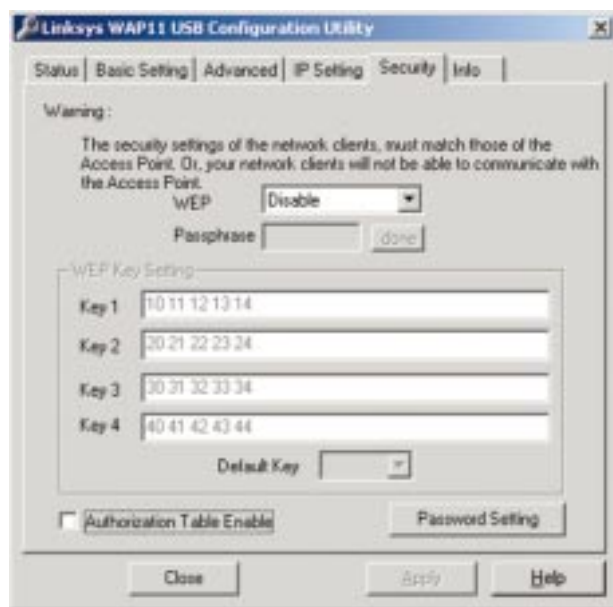 Linksys WAP11 USB Configuration Utility
Status Basic Setting Advanced IP Setting Security Info
Warning :
The security settings of the network clients, must match those of the
Access Point. Or, your network clients will not be able to communicate with
the Access Point.
WEP Disable
Passphrase done
WEP Key Setting
Key 1 10 11 12 13 14
Key 2 20 21 22 23 24
Key 3 30 31 32 33 34
Key 4 40 41 42 43 44
Default Key
Authorization Table Enable
Password Setting
Close Apply Help